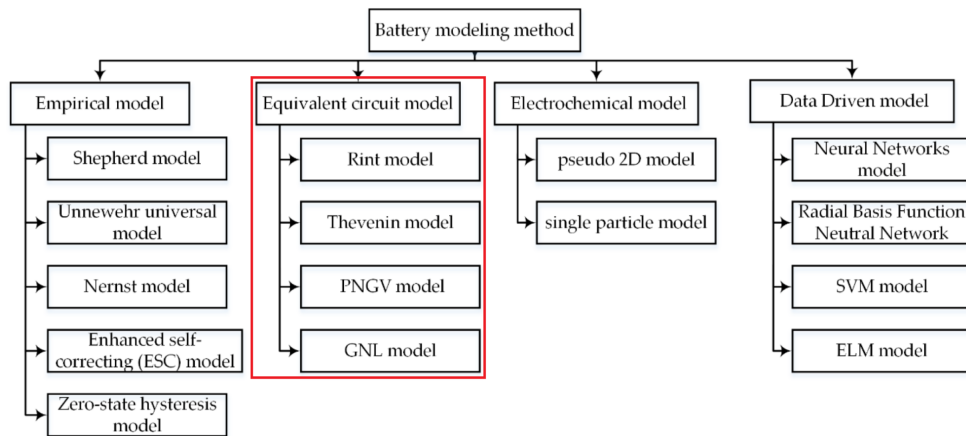 Battery modeling method
Empirical model
Shepherd model
Unnewehr universal
model
Nernst model
Enhanced self-
correcting (ESC) model
Zero-state hysteresis
model
Equivalent circuit model
Rint model
Thevenin model
PNGV model
GNL model
Electrochemical model
pseudo 2D model
single particle model
Data Driven model
Neural Networks
model
Radial Basis Function
Neutral Network
SVM model
ELM model